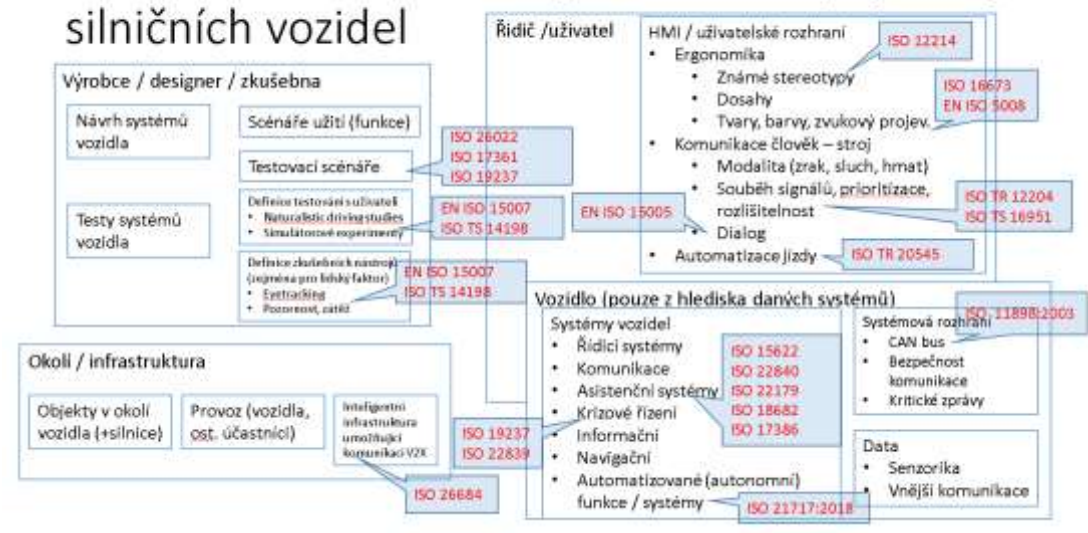 silničních vozidel
Výrobce / designer / zkušebna
Návrh systémů
vozidla
Testy systémů
vozidla
Scénáře užití (funkce)
Testovací scénáře
ISO 26022
ISO 17361
ISO 19237
Definice testování s uživateli
• Naturalistic driving studies
• Simulátorové experimenty
EN ISO 15007
ISO TS 14198
Definice zkušebních nástrojů
(zejména pro lidský faktor)
• Eyetracking
• Pozornost, zátěž
EN ISO 15007
ISO TS 14198
Okolí / infrastruktura
Objekty v okolí
vozidla (+silnice)
Provoz (vozidla,
ost. účastníci)
Inteligentní
infrastruktura
umožňující
komunikaci V2X
ISO 26684
Řidič /uživatel
HMI / uživatelské rozhraní
• Ergonomika
• Známé stereotypy
• Dosahy
• Tvary, barvy, zvukový projev.
• Komunikace člověk – stroj
• Modalita (zrak, sluch, hmat)
• Souběh signálů, prioritízace,
rozlišitelnost
• Dialog
• Automatizace jízdy
ISO 12214
ISO 16673
EN ISO 5008
ISO TR 12204
ISO TS 16951
EN ISO 15005
ISO TR 20545
Vozidlo (pouze z hlediska daných systémů)
Systémy vozidel
• Řídicí systémy
• Komunikace
• Asistenční systémy
• Krizové řízení
• Informační
• Navigační
• Automatizované (autonomní)
funkce / systémy
ISO 15622
ISO 22840
ISO 22179
ISO 18682
ISO 17386
ISO 19237
ISO 22839
ISO 21717:2018
Systémová rozhraní
• CAN bus
• Bezpečnost
komunikace
• Kritické zprávy
ISO, 11898:2003
Data
• Senzorika
• Vnější komunikace